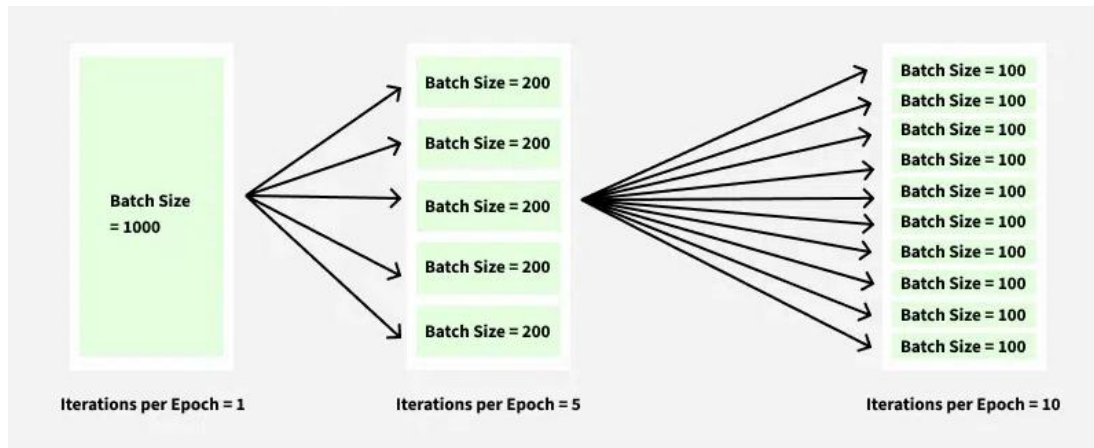 Batch Size
= 1000
Iterations per Epoch = 1
Batch Size = 200
Batch Size = 200
Batch Size = 200
Batch Size = 200
Batch Size = 200
Iterations per Epoch = 5
Batch Size = 100
Batch Size = 100
Batch Size = 100
Batch Size = 100
Batch Size = 100
Batch Size = 100
Batch Size = 100
Batch Size = 100
Batch Size = 100
Batch Size = 100
Iterations per Epoch = 10